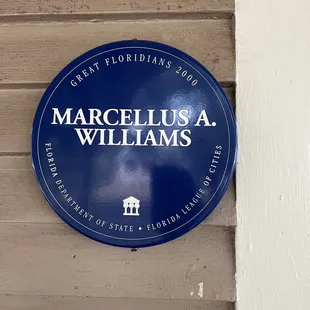 GREAT FLORIDIANS 2000
MARCELLUS A.
WILLIAMS
FLORIDA DEPARTMENT OF STATE • FLORIDA LEAGUE OF CITIES